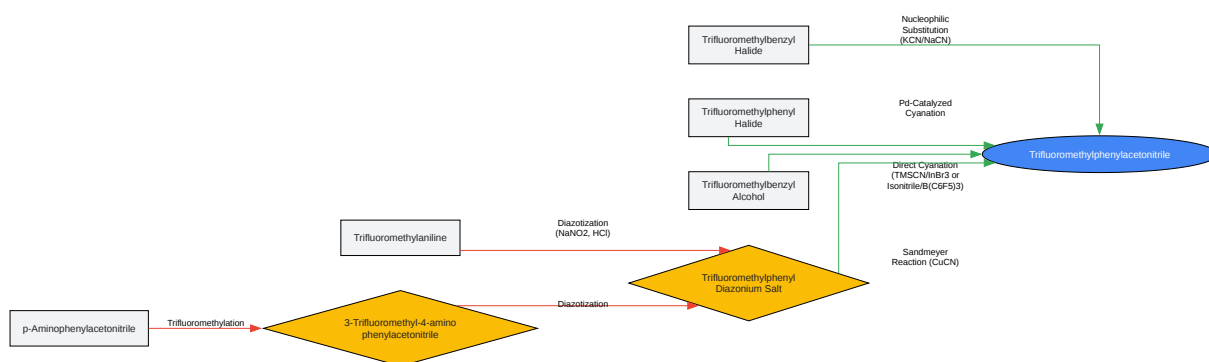 Nucleophilic
Substitution
(KCN/NaCN)
Trifluoromethylbenzyl
Halide
Trifluoromethylphenyl
Halide
Pd-Catalyzed
Cyanation
Trifluoromethylphenylacetonitrile
Direct Cyanation
(TMSCN/InBr3 or
Isonitrile/B(C6F5)3)
Trifluoromethylbenzyl
Alcohol
Trifluoromethylaniline
Diazotization
(NaNO2, HCl)
Sandmeyer
Reaction (CuCN)
Trifluoromethylphenyl
Diazonium Salt
Diazotization
p-Aminophenylacetonitrile
Trifluoromethylation
3-Trifluoromethyl-4-amino
phenylacetonitrile